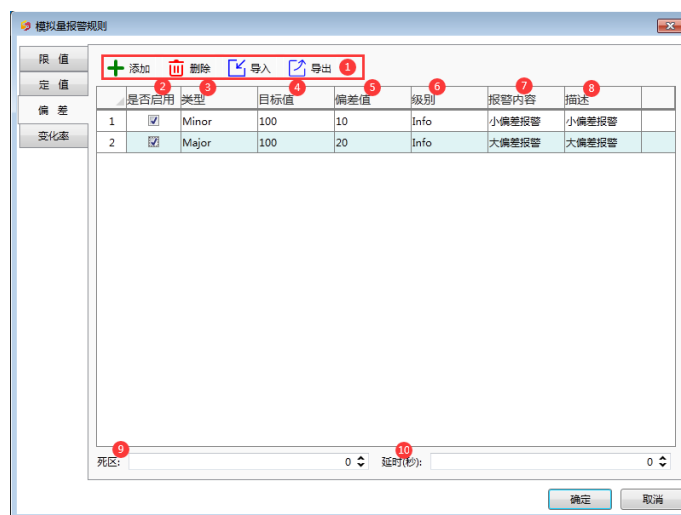 模拟量报警规则
限 值
定 值
偏 差
变化率
添加 删除 导入 导出 1
2 3 4 5 6 7 8
是否启用 类型 目标值 偏差值 级别 报警内容 描述
1 Minor 100 10 Info 小偏差报警 小偏差报警
2 Major 100 20 Info 大偏差报警 大偏差报警
9 10
死区: 0 延时(秒): 0
确定 取消